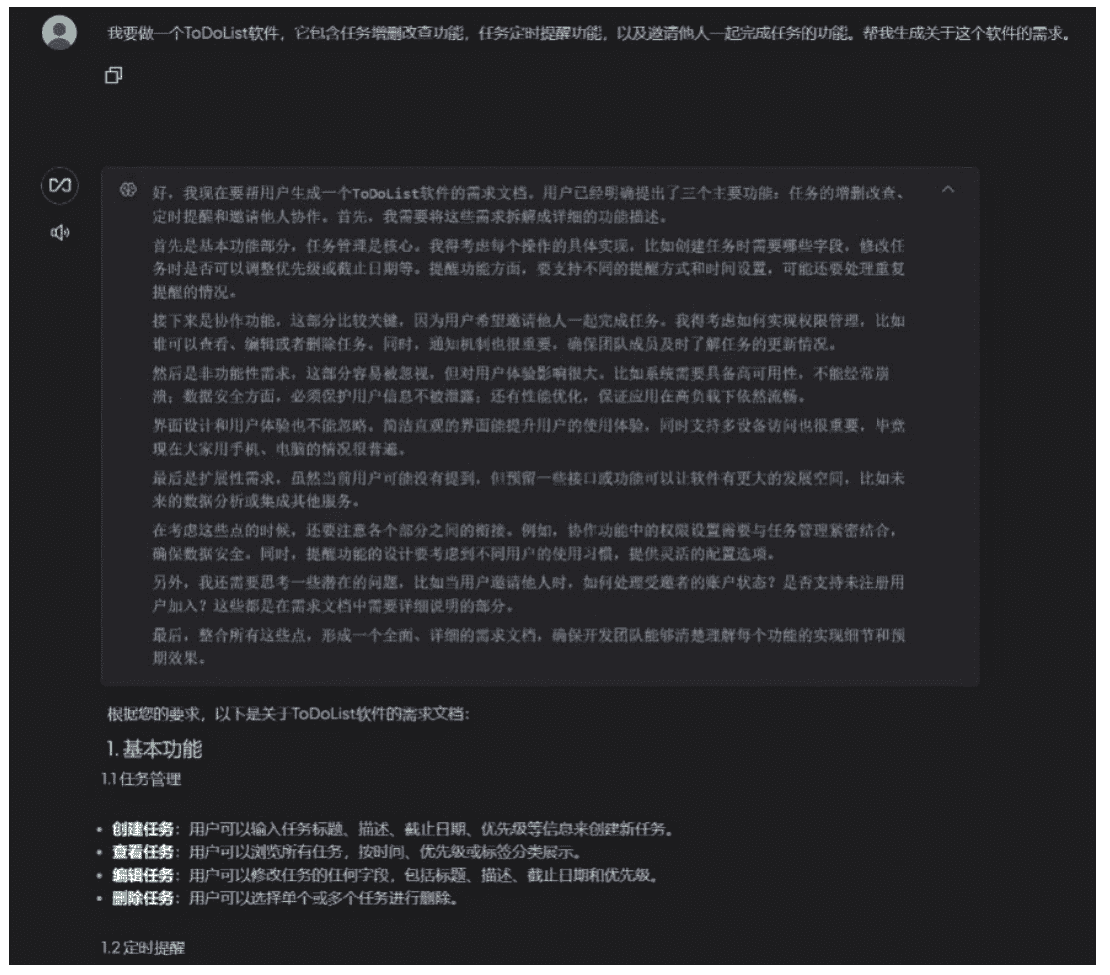 我要做一个ToDoList软件，它包含任务增删改查功能，任务定时提醒功能，以及邀请他人一起完成任务的功能。帮我生成关于这个软件的需求。
好，我现在要帮用户生成一个ToDoList软件的需求文档。用户已经明确提出了三个主要功能：任务的增删改查、
定时提醒和邀请他人协作。首先，我需要将这些需求拆解成详细的功能描述。
首先是基本功能部分，任务管理是核心。我得考虑每个操作的具体实现，比如创建任务时需要哪些字段，修改任
务时是否可以调整优先级或截止日期等。提醒功能方面，要支持不同的提醒方式和时间设置，可能还要处理重复
提醒的情况。
接下来是协作功能，这部分比较关键，因为用户希望邀请他人一起完成任务。我得考虑如何实现权限管理，比如
谁可以查看、编辑或者删除任务。同时，通知机制也很重要，确保团队成员及时了解任务的更新情况。
然后是非功能性需求，这部分容易被忽视，但对用户体验影响很大。比如系统需要具备高可用性，不能经常崩
溃；数据安全方面，必须保护用户信息不被泄露；还有性能优化，保证应用在高负载下依然流畅。
界面设计和用户体验也不能忽略。简洁直观的界面能提升用户的使用体验，同时支持多设备访问也很重要，毕竟
现在大家用手机、电脑的情况很普遍。
最后是扩展性需求，虽然当前用户可能没有提到，但预留一些接口或功能可以让软件有更大的发展空间，比如未
来的数据分析或集成其他服务。
在考虑这些点的时候，还要注意各个部分之间的衔接。例如，协作功能中的权限设置需要与任务管理紧密结合，
确保数据安全。同时，提醒功能的设计要考虑到不同用户的使用习惯，提供灵活的配置选项。
另外，我还需要思考一些潜在的问题，比如当用户邀请他人时，如何处理受邀者的账户状态？是否支持未注册用
户加入？这些都是在需求文档中需要详细说明的部分。
最后，整合所有这些点，形成一个全面、详细的需求文档，确保开发团队能够清楚理解每个功能的实现细节和预
期效果。
根据您的要求，以下是关于ToDoList软件的需求文档：
1. 基本功能
1.1 任务管理
• 创建任务：用户可以输入任务标题、描述、截止日期、优先级等信息来创建新任务。
• 查看任务：用户可以浏览所有任务，按时间、优先级或标签分类展示。
• 编辑任务：用户可以修改任务的任何字段，包括标题、描述、截止日期和优先级。
• 删除任务：用户可以选择单个或多个任务进行删除。
1.2 定时提醒